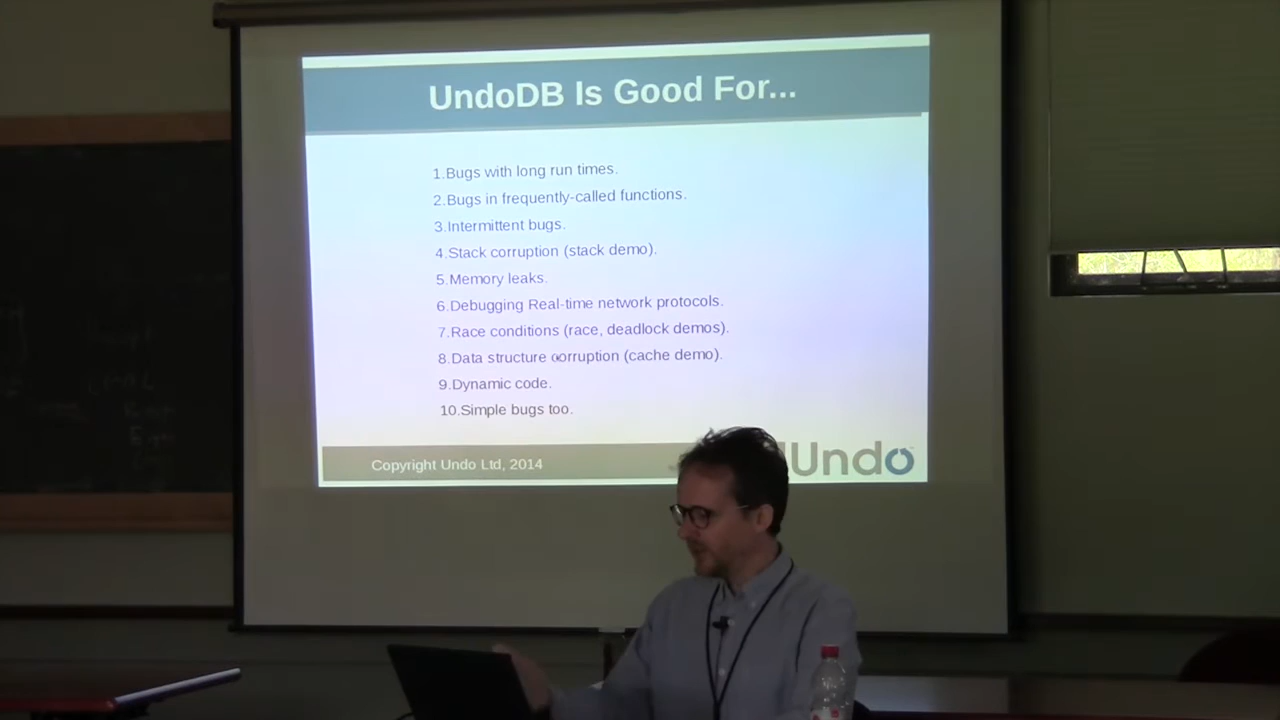 UndoDB Is Good For...
1.Bugs with long run times.
2.Bugs in frequently-called functions.
3.Intermittent bugs.
4.Stack corruption (stack demo).
5.Memory leaks.
6.Debugging Real-time network protocols.
7.Race conditions (race, deadlock demos).
8.Data structure corruption (cache demo).
9.Dynamic code.
10.Simple bugs too.
Copyright Undo Ltd, 2014
Undo